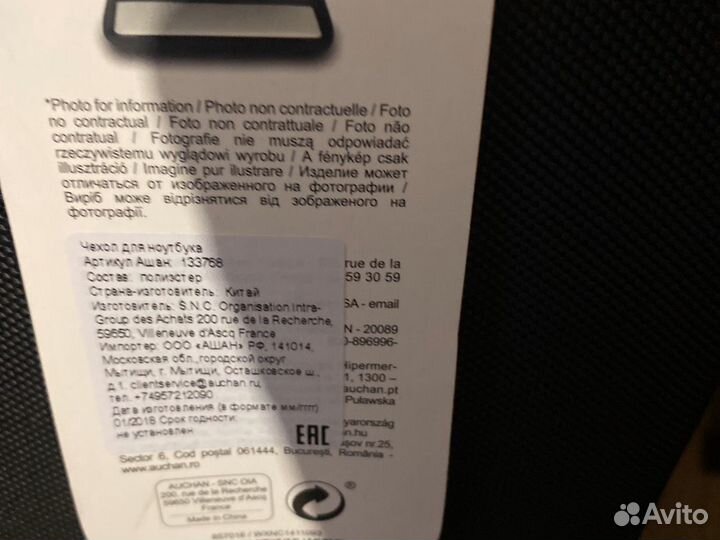 *Photo for information / Photo non contractuelle / Foto
no contractual / Foto non contrattuale / Foto não
contratual / Fotografie nie muszą odpowiadać
rzeczywistemu wyglądowi wyrobu / A fénykép csak
illusztráció / Imagine pur ilustrare / Изделие может
отличаться от изображенного на фотографии /
Виріб може відрізнятися від зображеного на
фотографії.
Чехол для ноутбука
Артикул Ашан: 133768
Состав: полиэстер
Страна-изготовитель: Китай
Изготовитель: S.N.C. Organisation Intra-
Group des Achats 200 rue de la Recherche,
59650, Villeneuve d'Ascq France
Импортер: ООО «АШАН» РФ, 141014,
Московская обл.,городской округ
Мытищи, г. Мытищи, Осташковское ш.,
д.1. clientservice@auchan.ru,
тел. +74957212090
Дата изготовления (в формате мм/гггг)
01/2018 Срок годности:
не установлен
EAC
rue de la
59 30 59
SA - email
N - 20089
0-896996-
Hipermer-
1, 1300 –
auchan.pt
Puławska
yarország
an.hu
șov nr.25,
Sector 6, Cod poștal 061444, București, România -
www.auchan.ro
AUCHAN - SNC OIA
200, rue de la Recherche
59650 Villeneuve d'Ascq
France
Made in China
®
Avito